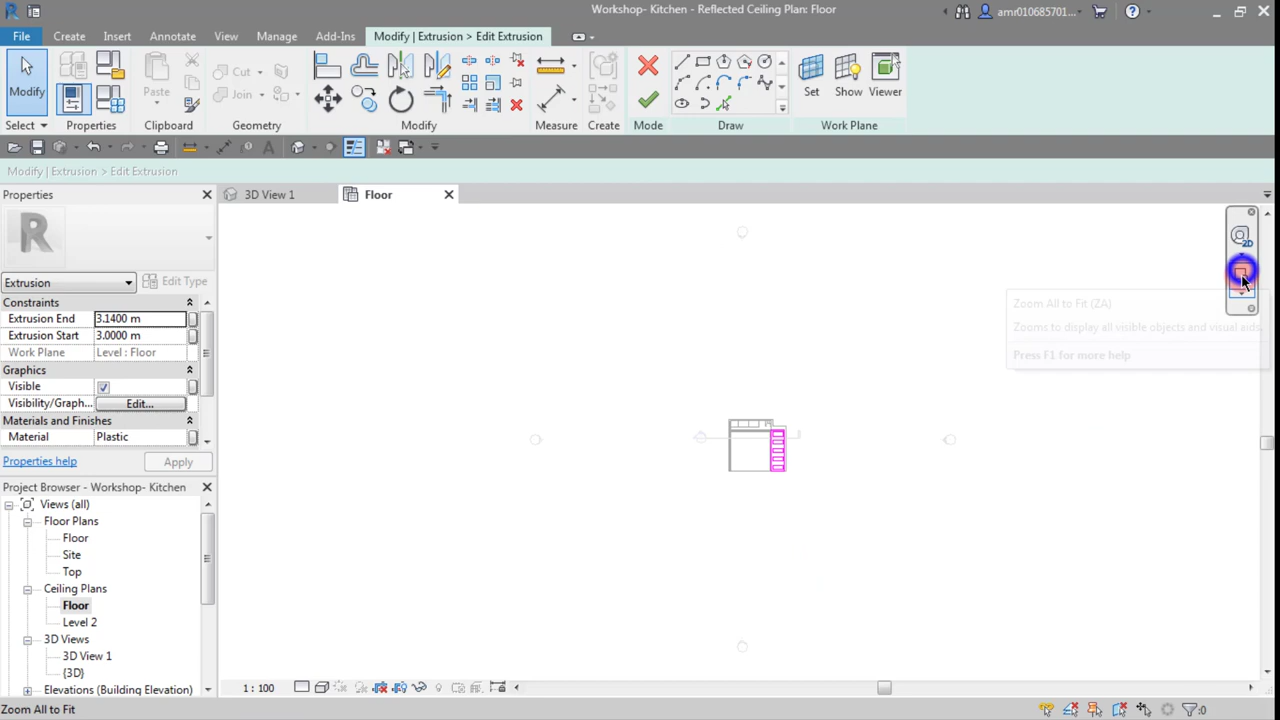 Workshop- Kitchen - Reflected Ceiling Plan: Floor
amr010685701...
File
Create
Insert
Annotate
View
Manage
Add-Ins
Modify | Extrusion > Edit Extrusion
Modify
Paste
Cut
Join
Set
Show
Viewer
Select
Properties
Clipboard
Geometry
Modify
Measure
Create
Mode
Draw
Work Plane
Modify | Extrusion > Edit Extrusion
Properties
3D View 1
Floor
2D
R
Extrusion
Edit Type
Constraints
Extrusion End
3.1400 m
Extrusion Start
3.0000 m
Work Plane
Level : Floor
Graphics
Visible
Visibility/Graph...
Edit...
Materials and Finishes
Material
Plastic
Properties help
Apply
Zoom All to Fit (ZA)
Zooms to display all visible objects and visual aids.
Press F1 for more help
Project Browser - Workshop- Kitchen
Views (all)
Floor Plans
Floor
Site
Top
Ceiling Plans
Floor
Level 2
3D Views
3D View 1
{3D}
Elevations (Building Elevation)
1 : 100
Zoom All to Fit
:0